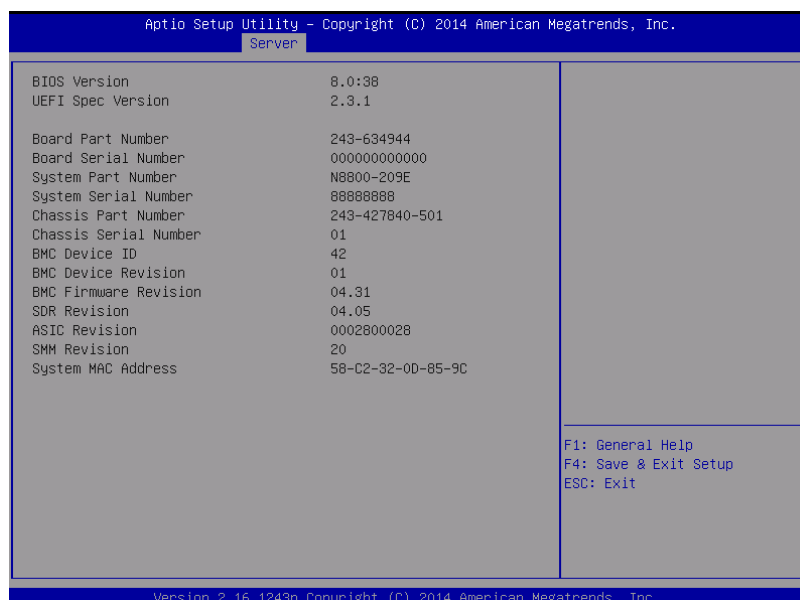 Aptio Setup Utility – Copyright (C) 2014 American Megatrends, Inc.
Server
BIOS Version 8.0:38
UEFI Spec Version 2.3.1
Board Part Number 243-634944
Board Serial Number 000000000000
System Part Number N8800-209E
System Serial Number 88888888
Chassis Part Number 243-427840-501
Chassis Serial Number 01
BMC Device ID 42
BMC Device Revision 01
BMC Firmware Revision 04.31
SDR Revision 04.05
ASIC Revision 0002800028
SMM Revision 20
System MAC Address 58-C2-32-0D-85-9C
F1: General Help
F4: Save & Exit Setup
ESC: Exit
Version 2.16.1243n Copyright (C) 2014 American Megatrends, Inc.